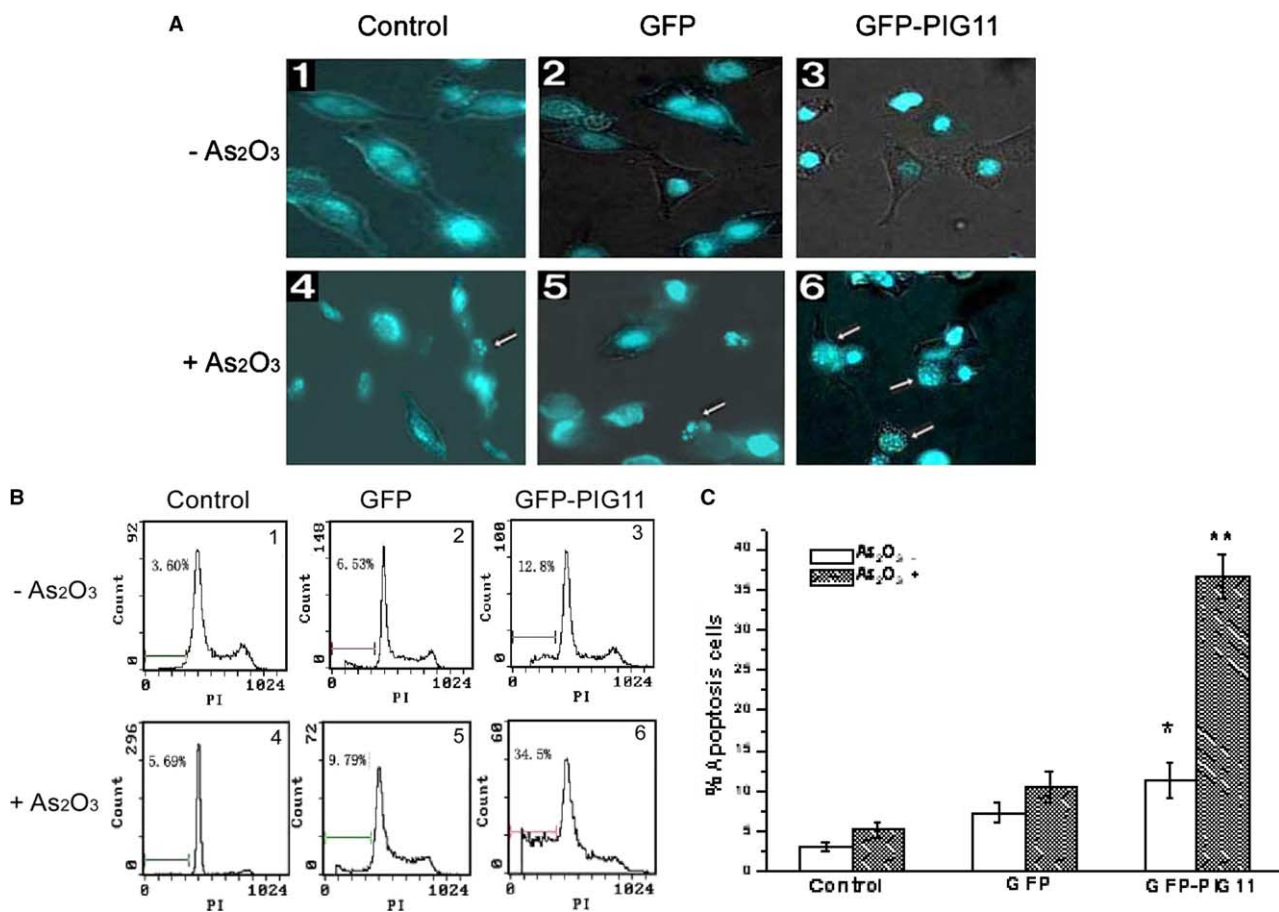 A
Control GFP GFP-PIG11
1 2 3
- As₂O₃
4 5 6
+ As₂O₃
B
Control GFP GFP-PIG11
- As₂O₃
92
3.60%
1
Count
0
0 1024
PI
148
6.53%
2
Count
0
0 1024
PI
100
12.8%
3
Count
0
0 1024
PI
+ As₂O₃
296
5.69%
4
Count
0
0 1024
PI
72
9.79%
5
Count
0
0 1024
PI
60
34.5%
6
Count
0
0 1024
PI
C
% Apoptosis cells
40
35
30
25
20
15
10
5
0
As₂O₃ -
As₂O₃ +
*
**
Control GFP GFP-PIG11